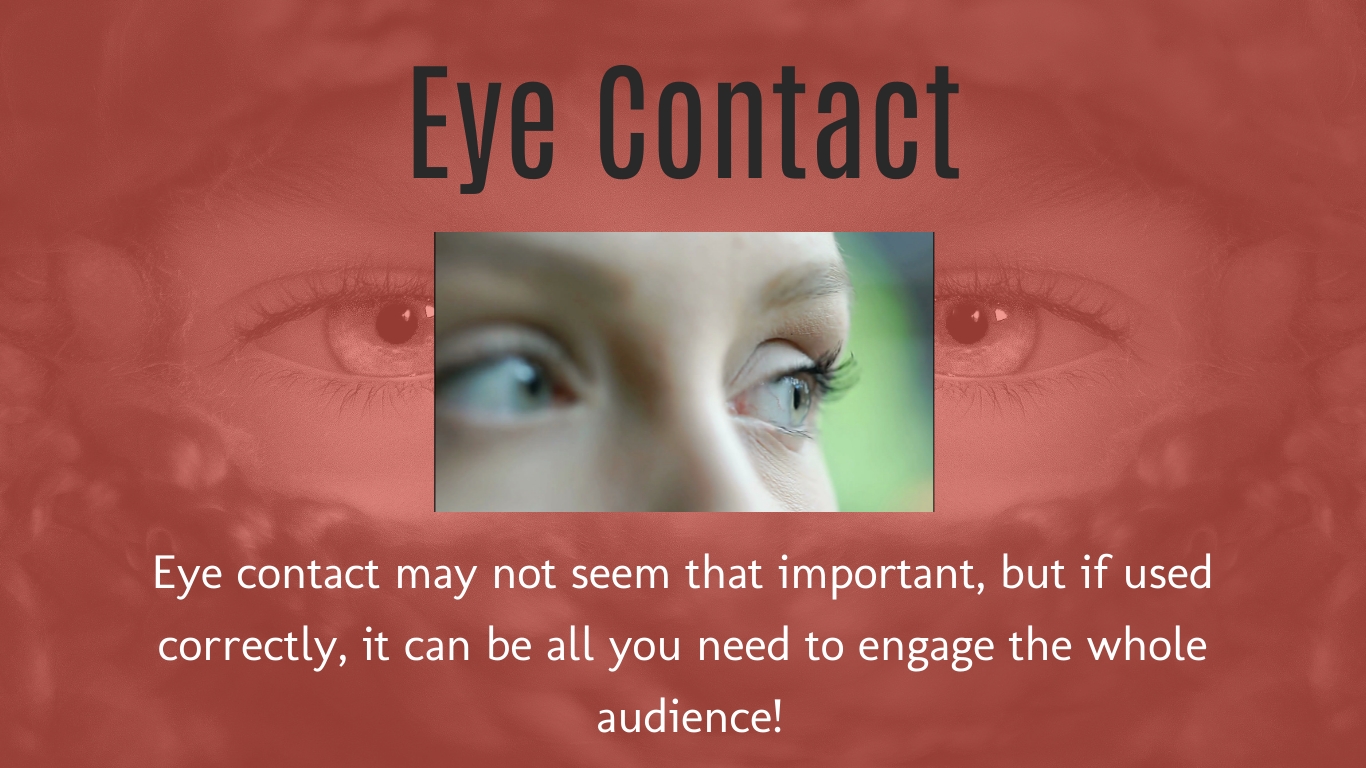 Eye Contact
Eye contact may not seem that important, but if used
correctly, it can be all you need to engage the whole
audience!